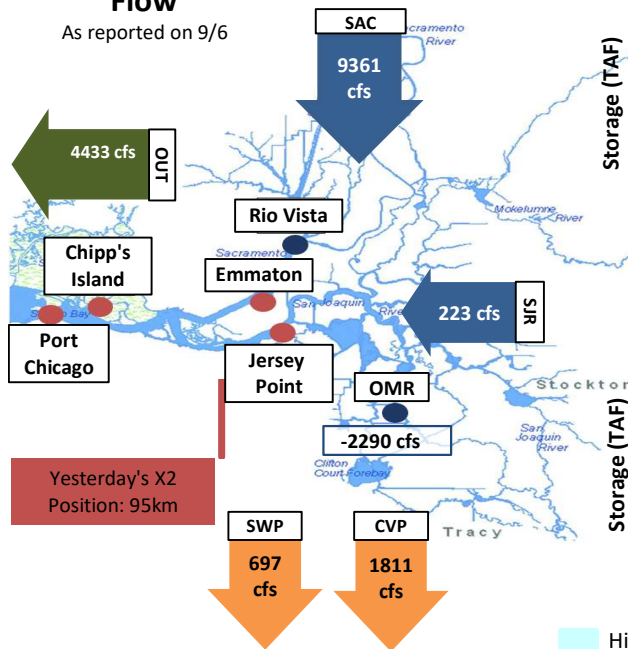 Flow
As reported on 9/6
SAC
Sacramento
River
9361
cfs
Storage (TAF)
4433 cfs
OUT
Rio Vista
Mokelumne
River
Chipp's
Island
Sacramento
Emmaton
San Joaquin
River
223 cfs
SJR
Port
Chicago
Jersey
Point
OMR
Stockton
-2290 cfs
San
Joaquin
River
Clifton
Court Forebay
Storage (TAF)
Yesterday's X2
Position: 95km
SWP
CVP
Tracy
697
cfs
1811
cfs
Hi